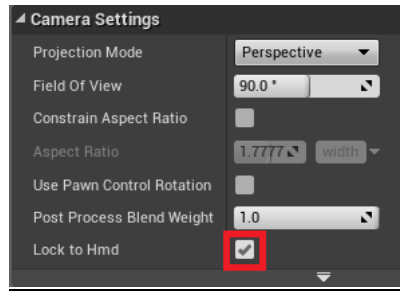 Camera Settings
Projection Mode Perspective
Field Of View 90.0 °
Constrain Aspect Ratio
Aspect Ratio 1.7777 width
Use Pawn Control Rotation
Post Process Blend Weight 1.0
Lock to Hmd